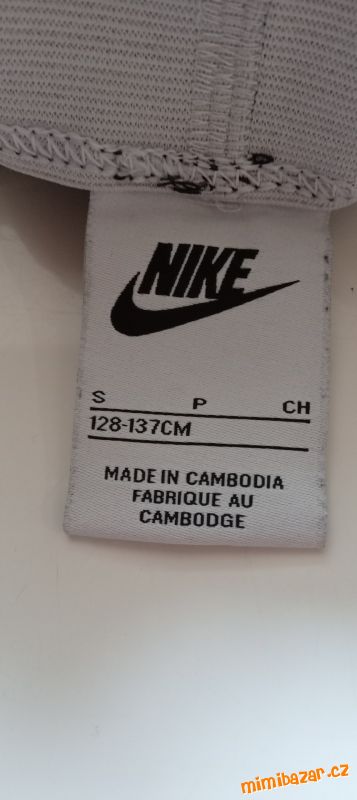 NIKE
S P CH
128-137CM
MADE IN CAMBODIA
FABRIQUE AU
CAMBODGE
mimibazar.cz